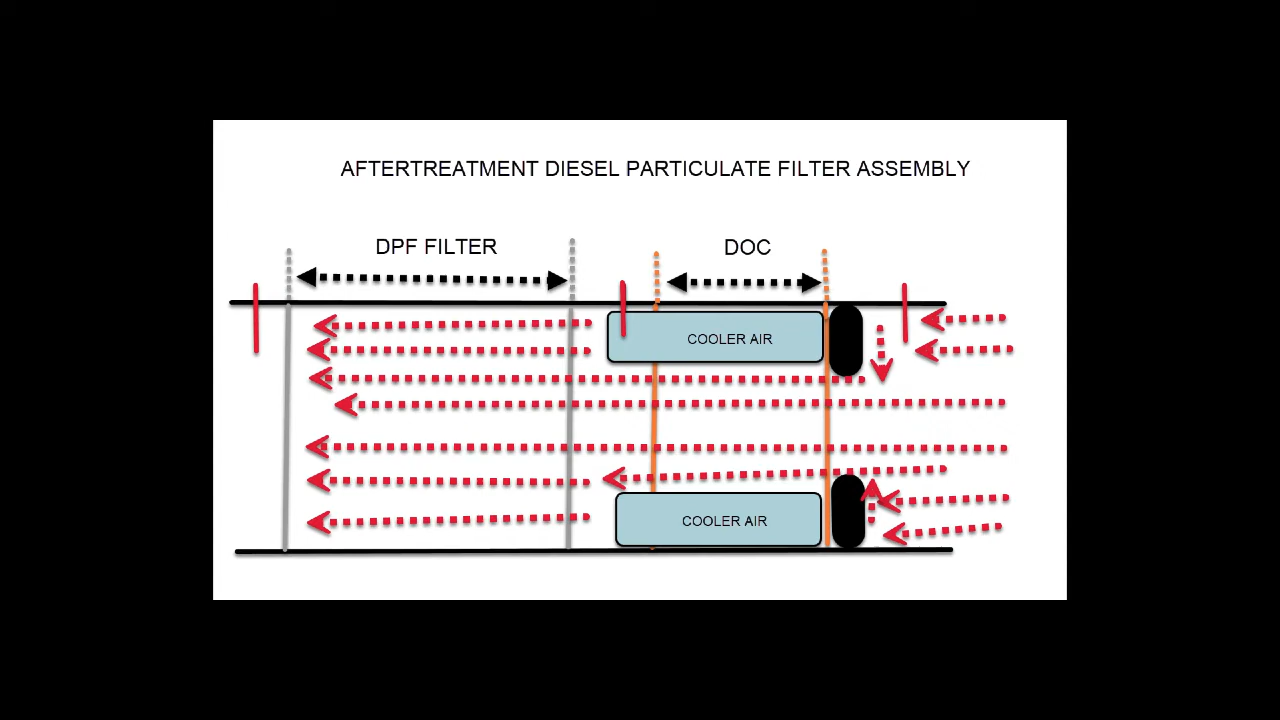 AFTERTREATMENT DIESEL PARTICULATE FILTER ASSEMBLY
DPF FILTER
DOC
COOLER AIR
COOLER AIR